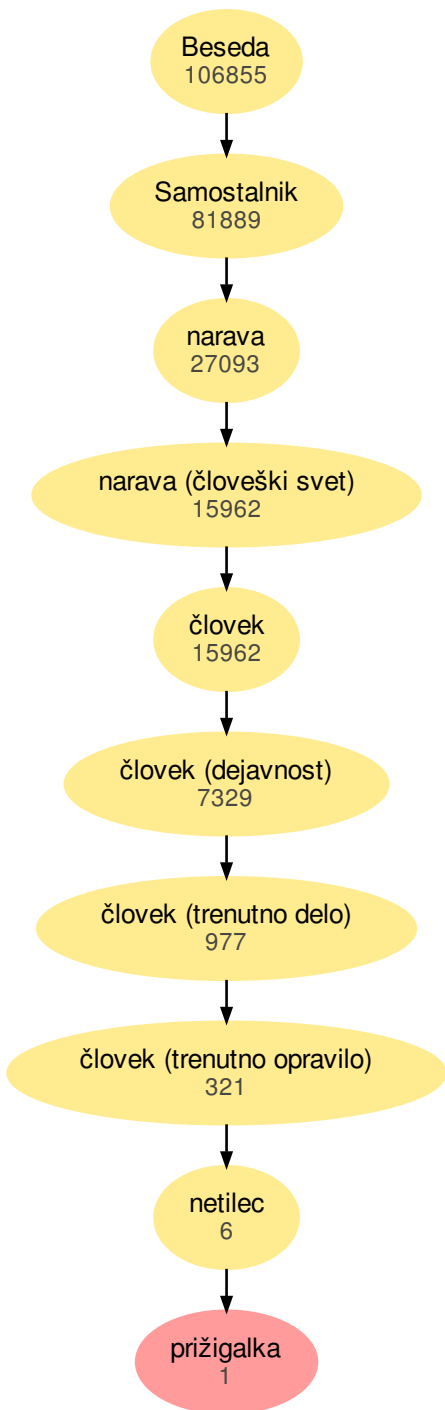 Beseda
106855
Samostalnik
81889
narava
27093
narava (človeški svet)
15962
človek
15962
človek (dejavnost)
7329
človek (trenutno delo)
977
človek (trenutno opravilo)
321
netilec
6
prižigalka
1